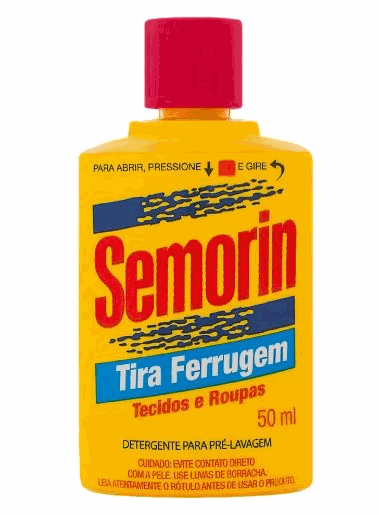 PARA ABRIR, PRESSIONE E GIRE
Semorin
Tira Ferrugem
Tecidos e Roupas
50 ml
DETERGENTE PARA PRÉ-LAVAGEM
CUIDADO: EVITE CONTATO DIRETO
COM A PELE. USE LUVAS DE BORRACHA.
LEIA ATENTAMENTE O RÓTULO ANTES DE USAR O PRODUTO.